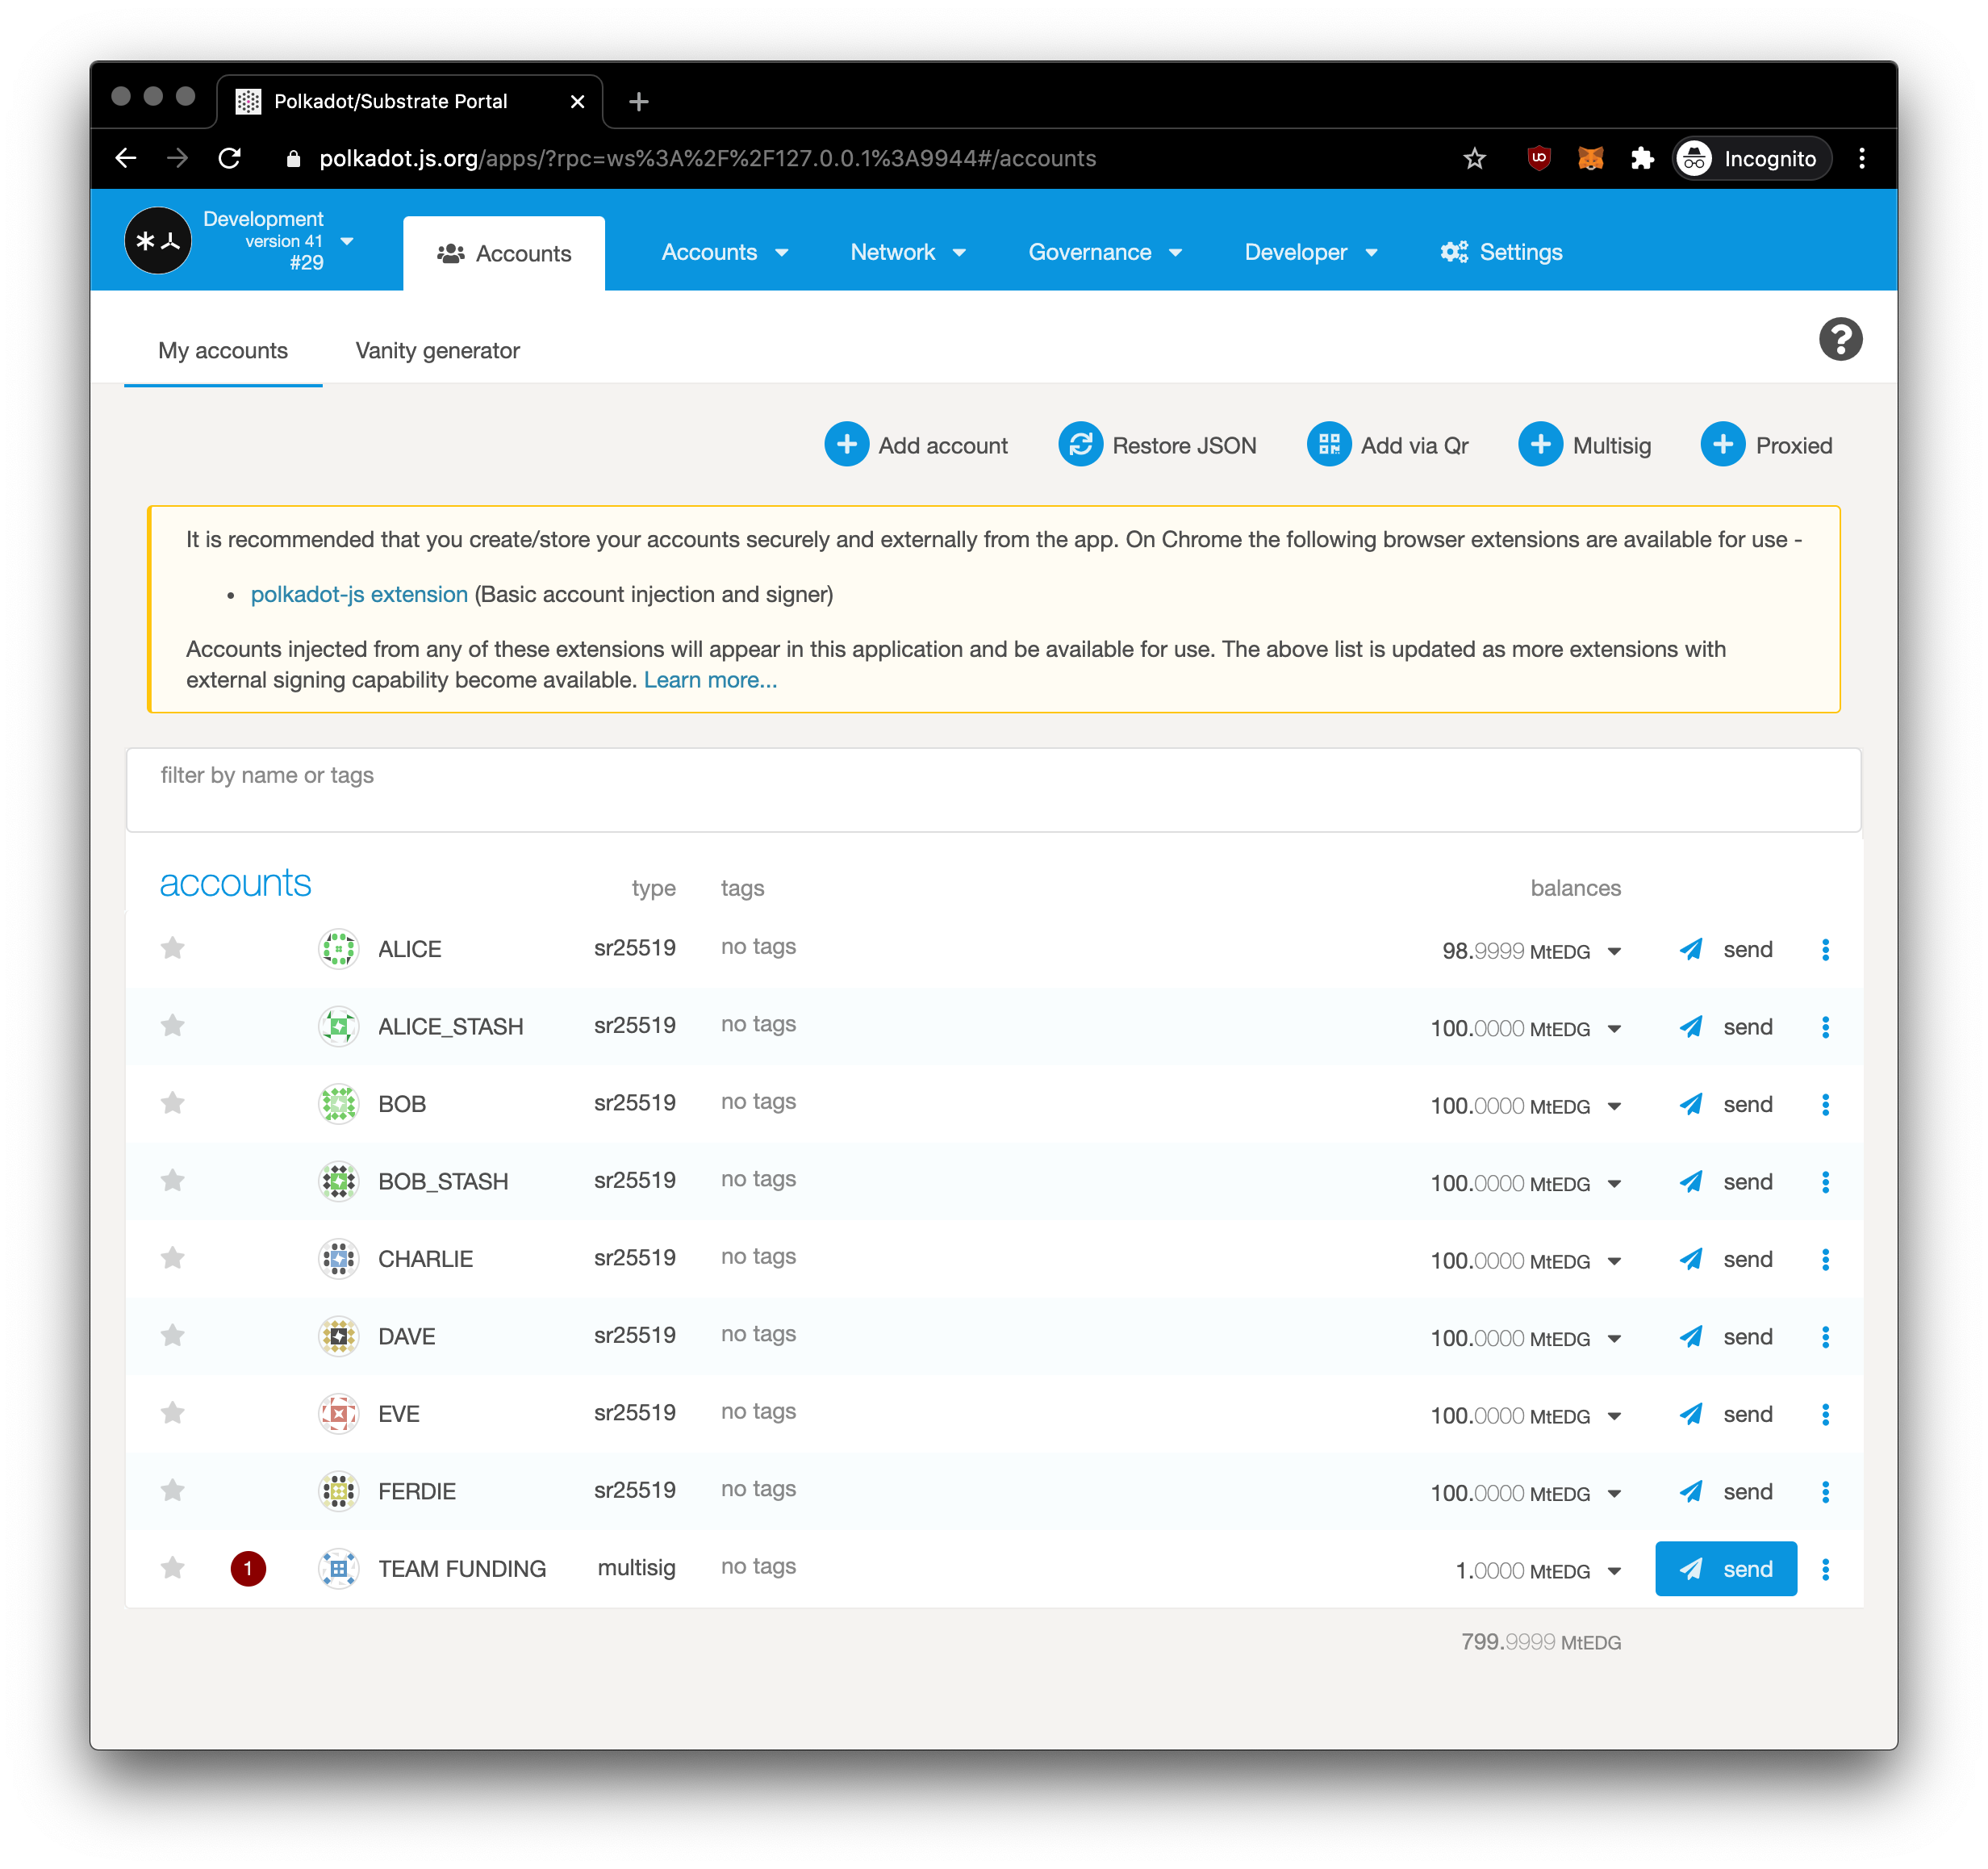 Polkadot/Substrate Portal
polkadot.js.org/apps/?rpc=ws%3A%2F%2F127.0.0.1%3A9944#/accounts
Incognito
Development
version 41
#29
Accounts
Accounts
Network
Governance
Developer
Settings
My accounts
Vanity generator
?
Add account
Restore JSON
Add via Qr
Multisig
Proxied
It is recommended that you create/store your accounts securely and externally from the app. On Chrome the following browser extensions are available for use -
• polkadot-js extension (Basic account injection and signer)
Accounts injected from any of these extensions will appear in this application and be available for use. The above list is updated as more extensions with
external signing capability become available. Learn more...
filter by name or tags
accounts type tags balances
ALICE sr25519 no tags 98.9999 MtEDG send
ALICE_STASH sr25519 no tags 100.0000 MtEDG send
BOB sr25519 no tags 100.0000 MtEDG send
BOB_STASH sr25519 no tags 100.0000 MtEDG send
CHARLIE sr25519 no tags 100.0000 MtEDG send
DAVE sr25519 no tags 100.0000 MtEDG send
EVE sr25519 no tags 100.0000 MtEDG send
FERDIE sr25519 no tags 100.0000 MtEDG send
1 TEAM FUNDING multisig no tags 1.0000 MtEDG send
799.9999 MtEDG